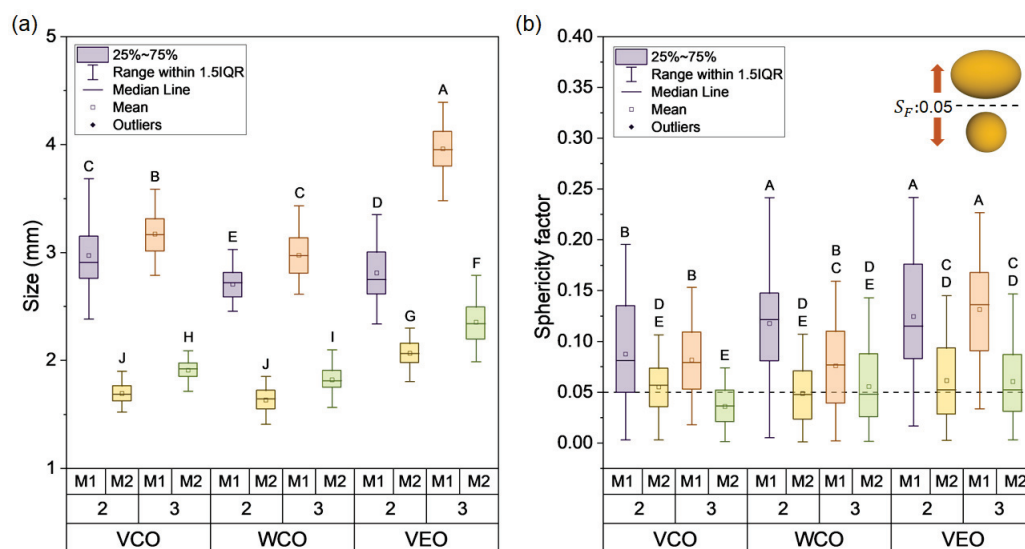 (a)
5
4
3
2
1
Size (mm)
25%~75%
Range within 1.5IQR
Median Line
Mean
Outliers
C
J
B
H
E
J
C
I
D
G
A
F
M1 M2 M1 M2 M1 M2 M1 M2 M1 M2 M1 M2
2 3 2 3 2 3
VCO WCO VEO
(b)
0.40
0.35
0.30
0.25
0.20
0.15
0.10
0.05
0.00
Sphericity factor
25%~75%
Range within 1.5IQR
Median Line
Mean
Outliers
S_F:0.05
B
D
E
B
E
A
D
E
B
C
D
E
A
C
D
A
C
D
M1 M2 M1 M2 M1 M2 M1 M2 M1 M2 M1 M2
2 3 2 3 2 3
VCO WCO VEO